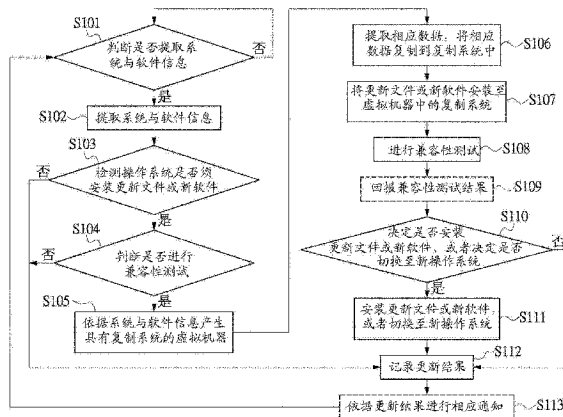 S101
判断是否提取系
统与软件信息
否
是
S102
提取系统与软件信息
S103
是
否
检测操作系统是否须
安装更新文件或新软件
S104
是
否
判断是否进行
兼容性测试
S105
是
依据系统与软件信息产生
具有复制系统的虚拟机器
提取相应数据，将相应
数据复制到复制系统中
S106
将更新文件或新软件安装至
虚拟机器中的复制系统
S107
进行兼容性测试
S108
回报兼容性测试结果
S109
S110
决定是否安装
更新文件或新软件，或者决定是否
切换至新操作系统
否
是
安装更新文件或新软件，
或者切换至新操作系统
S111
S112
记录更新结果
依据更新结果进行相应通知
S113